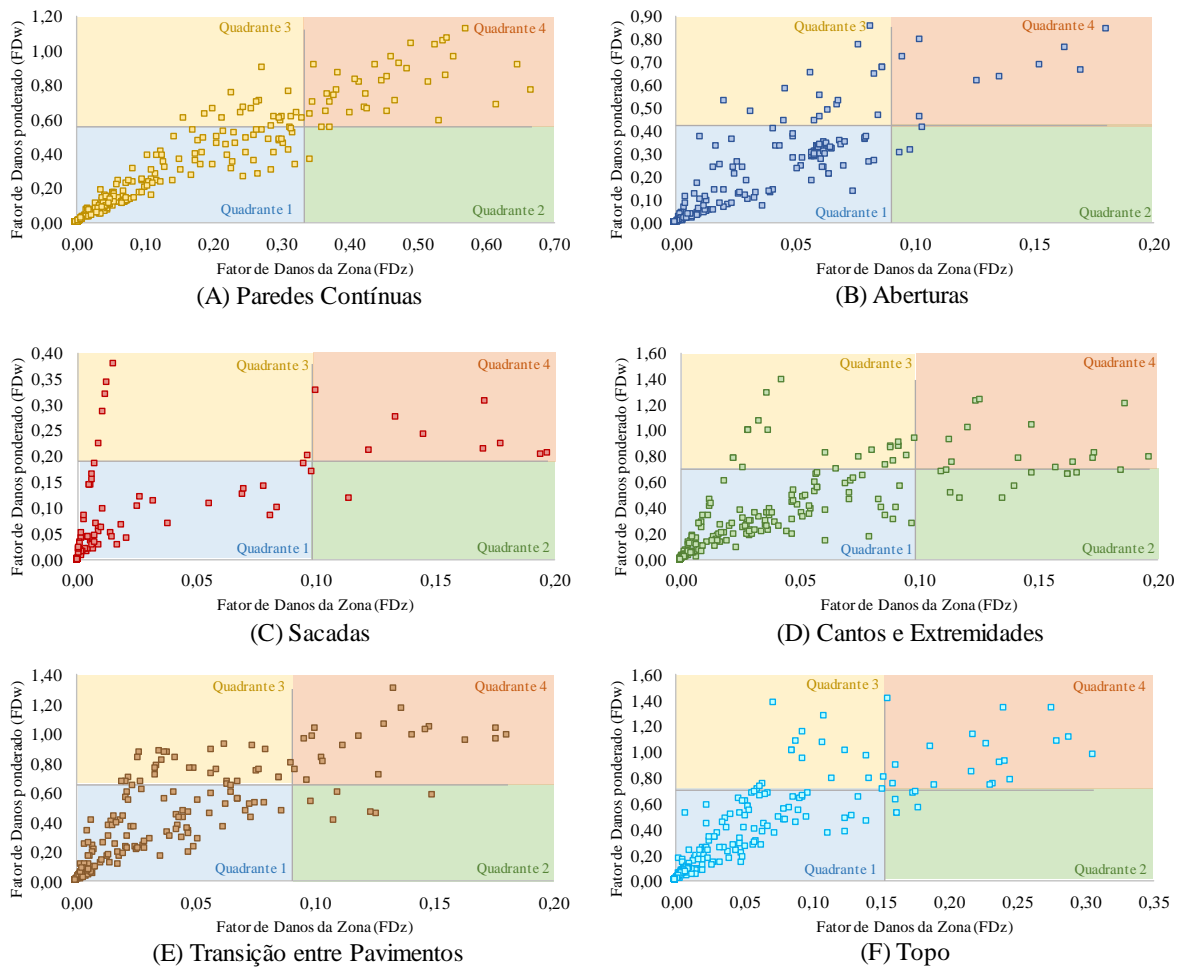 Fator de Danos ponderado (FDw)
1,20
1,00
0,80
0,60
0,40
0,20
0,00
Quadrante 3
Quadrante 4
Quadrante 1
Quadrante 2
0,00 0,10 0,20 0,30 0,40 0,50 0,60 0,70
Fator de Danos da Zona (FDz)
(A) Paredes Contínuas
Fator de Danos ponderado (FDw)
0,90
0,80
0,70
0,60
0,50
0,40
0,30
0,20
0,10
0,00
Quadrante 3
Quadrante 4
Quadrante 1
Quadrante 2
0,00 0,05 0,10 0,15 0,20
Fator de Danos da Zona (FDz)
(B) Aberturas
Fator de Danos ponderado (FDw)
0,40
0,35
0,30
0,25
0,20
0,15
0,10
0,05
0,00
Quadrante 3
Quadrante 4
Quadrante 1
Quadrante 2
0,00 0,05 0,10 0,15 0,20
Fator de Danos da Zona (FDz)
(C) Sacadas
Fator de Danos ponderado (FDw)
1,60
1,40
1,20
1,00
0,80
0,60
0,40
0,20
0,00
Quadrante 3
Quadrante 4
Quadrante 1
Quadrante 2
0,00 0,05 0,10 0,15 0,20
Fator de Danos da Zona (FDz)
(D) Cantos e Extremidades
Fator de Danos ponderado (FDw)
1,40
1,20
1,00
0,80
0,60
0,40
0,20
0,00
Quadrante 3
Quadrante 4
Quadrante 1
Quadrante 2
0,00 0,05 0,10 0,15 0,20
Fator de Danos da Zona (FDz)
(E) Transição entre Pavimentos
Fator de Danos ponderado (FDw)
1,60
1,40
1,20
1,00
0,80
0,60
0,40
0,20
0,00
Quadrante 3
Quadrante 4
Quadrante 1
Quadrante 2
0,00 0,05 0,10 0,15 0,20 0,25 0,30 0,35
Fator de Danos da Zona (FDz)
(F) Topo